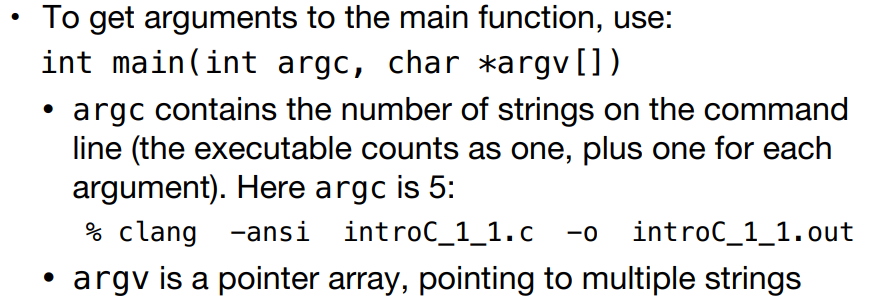 • To get arguments to the main function, use:
int main(int argc, char *argv[])
• argc contains the number of strings on the command
line (the executable counts as one, plus one for each
argument). Here argc is 5:
% clang -ansi introC_1_1.c -o introC_1_1.out
• argv is a pointer array, pointing to multiple strings